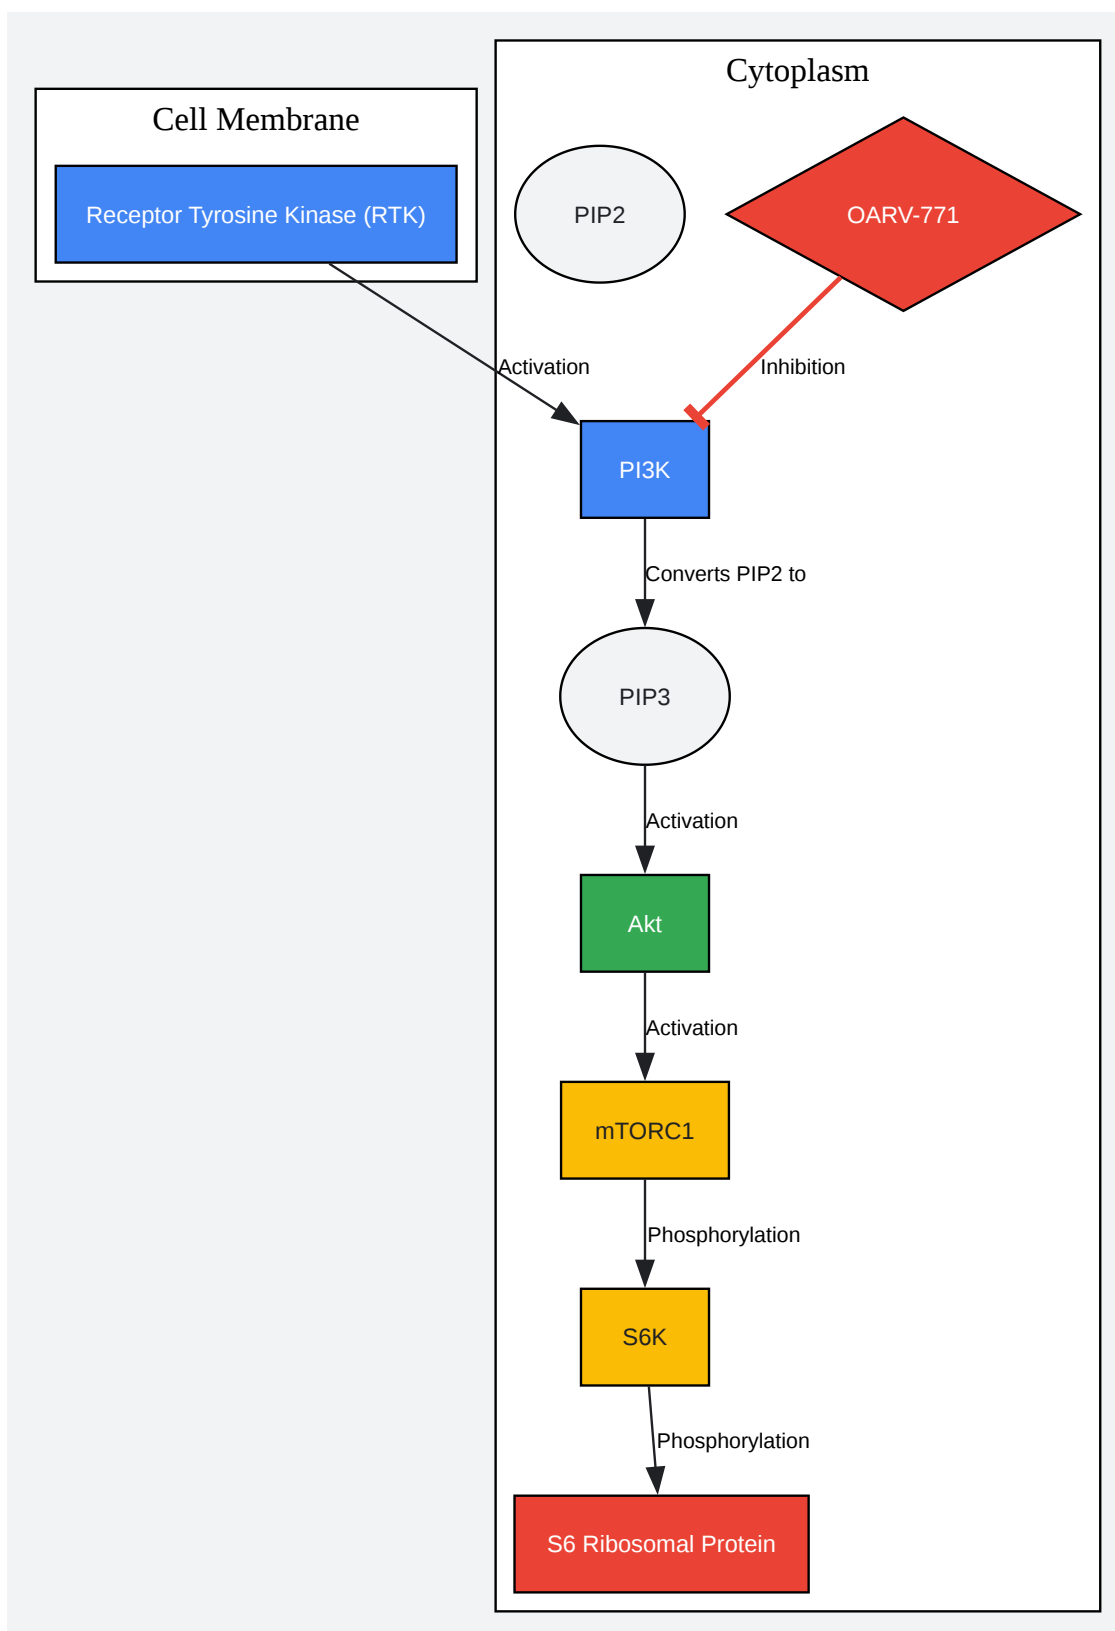 Cytoplasm
Cell Membrane
Receptor Tyrosine Kinase (RTK)
PIP2
OARV-771
Activation
Inhibition
PI3K
Converts PIP2 to
PIP3
Activation
Akt
Activation
mTORC1
Phosphorylation
S6K
Phosphorylation
S6 Ribosomal Protein